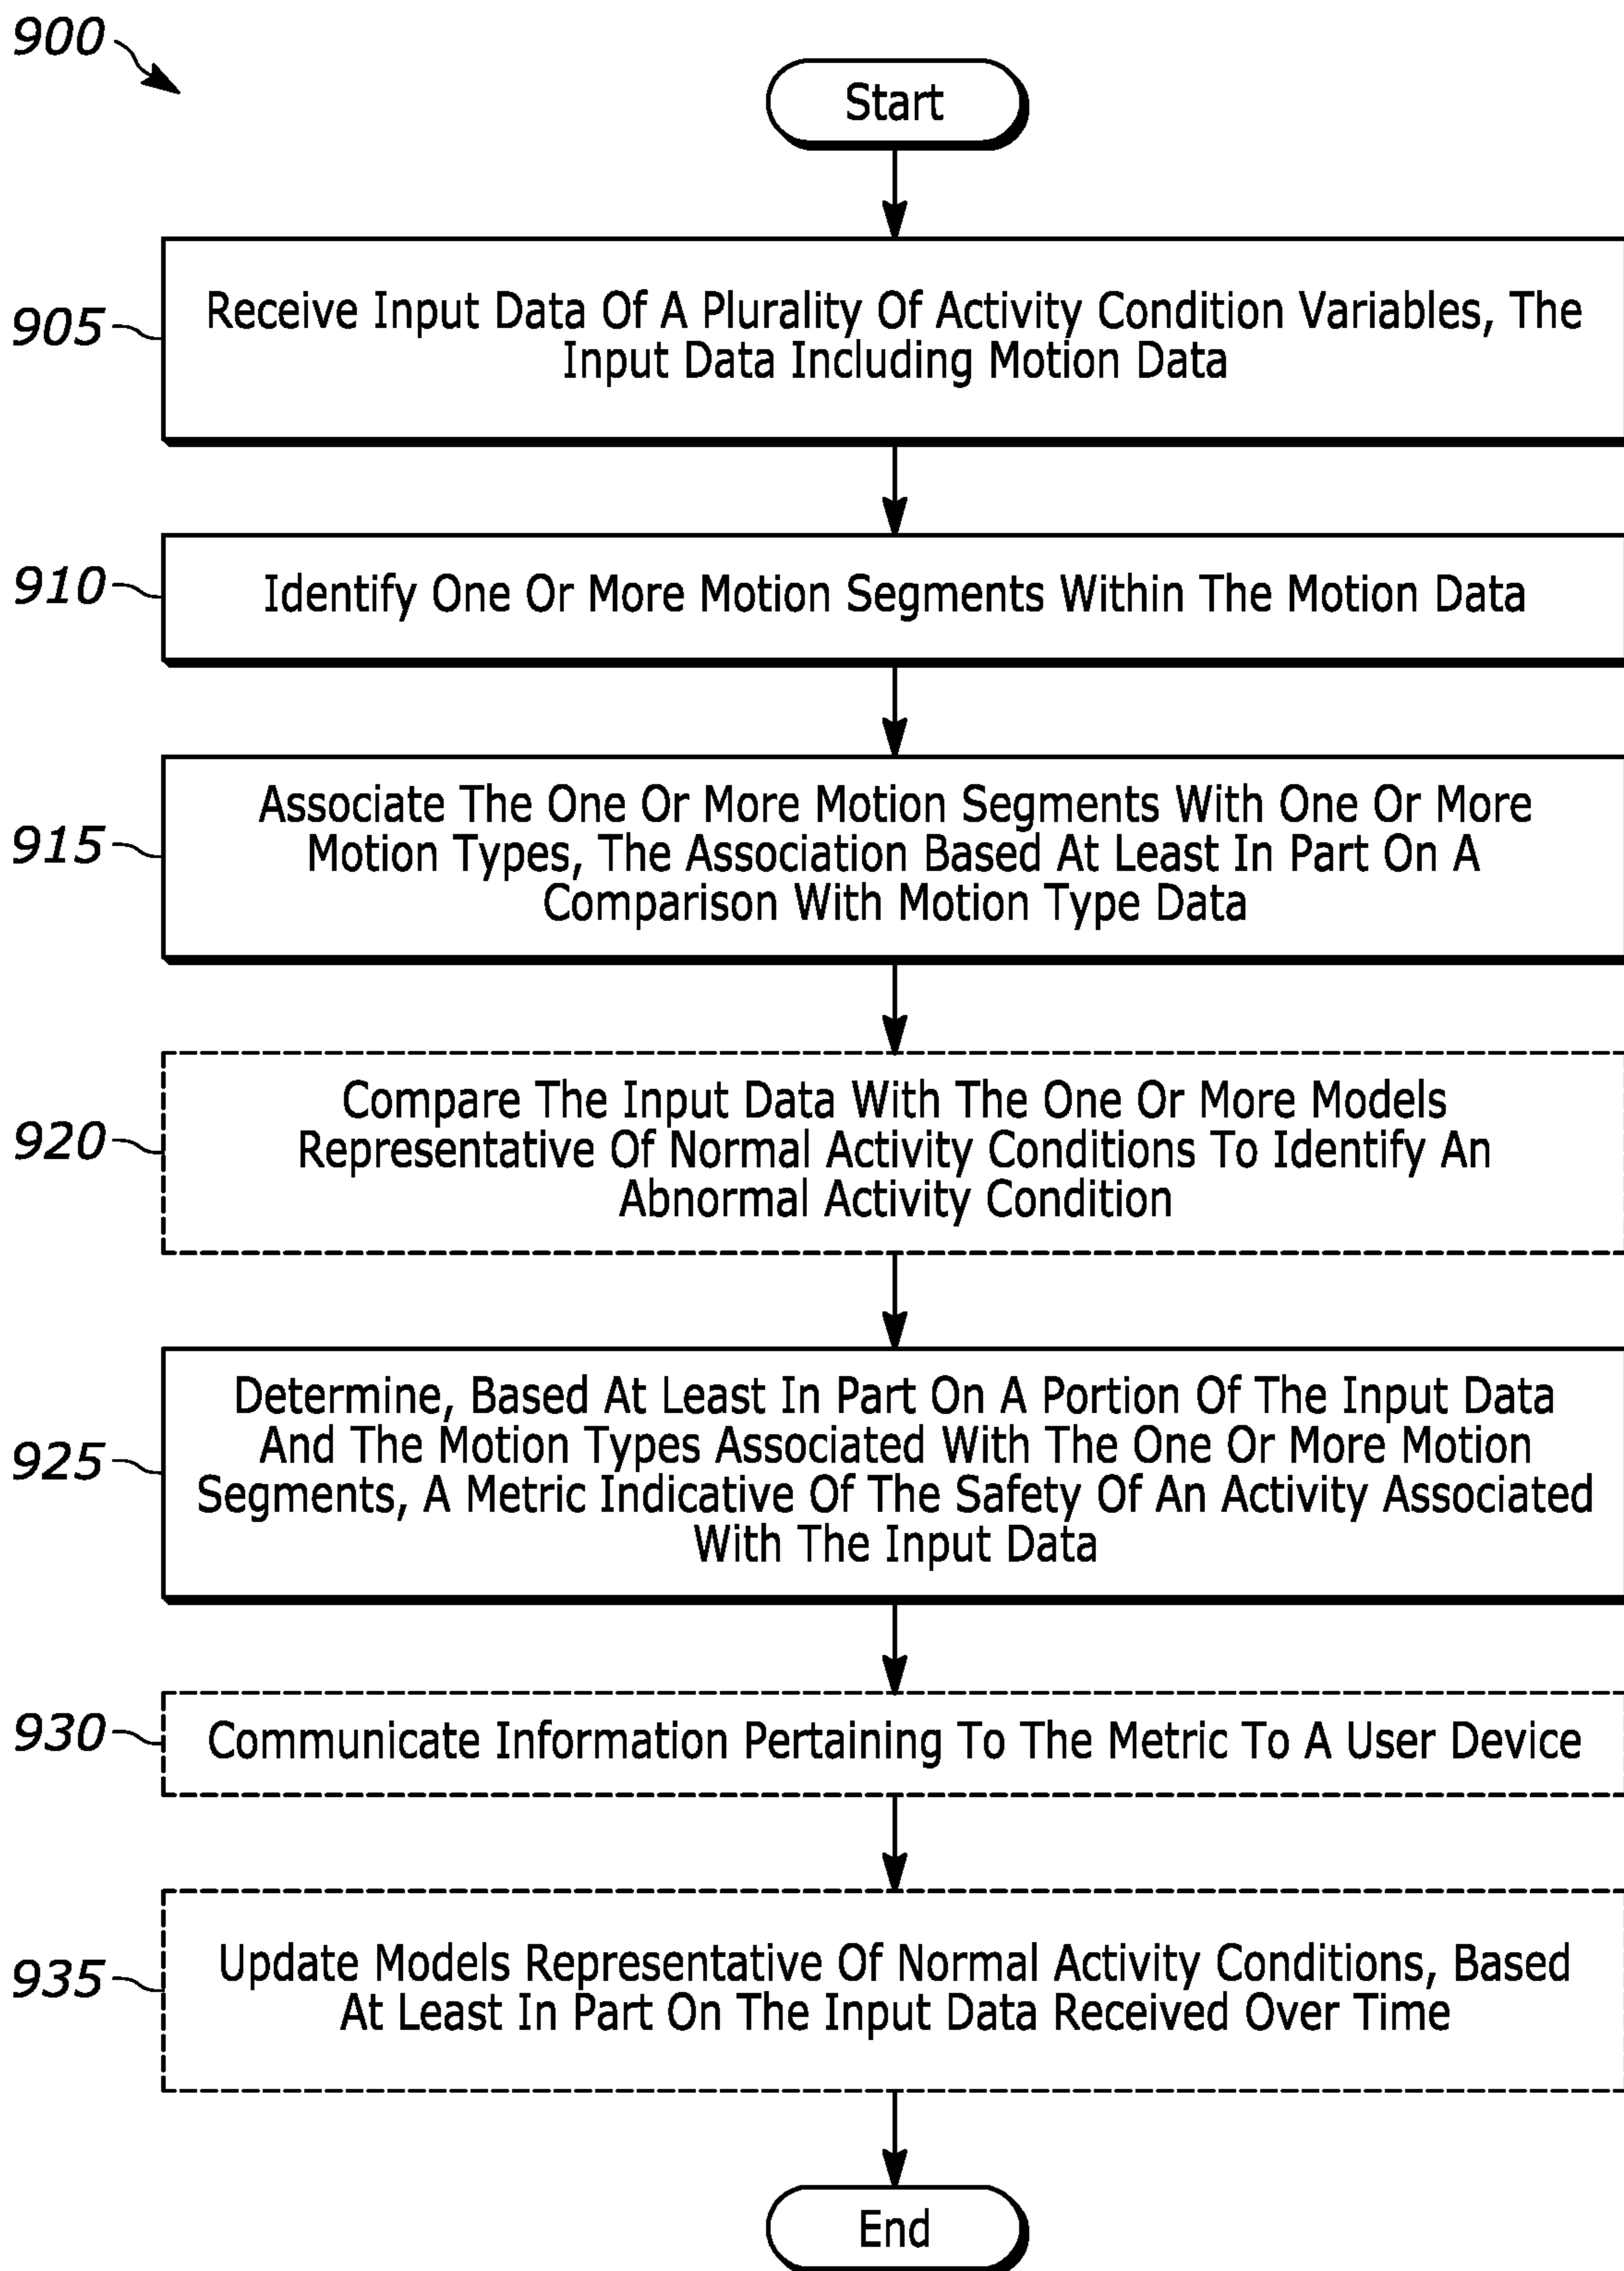 900
Start
905
Receive Input Data Of A Plurality Of Activity Condition Variables, The
Input Data Including Motion Data
910
Identify One Or More Motion Segments Within The Motion Data
915
Associate The One Or More Motion Segments With One Or More
Motion Types, The Association Based At Least In Part On A
Comparison With Motion Type Data
920
Compare The Input Data With The One Or More Models
Representative Of Normal Activity Conditions To Identify An
Abnormal Activity Condition
925
Determine, Based At Least In Part On A Portion Of The Input Data
And The Motion Types Associated With The One Or More Motion
Segments, A Metric Indicative Of The Safety Of An Activity Associated
With The Input Data
930
Communicate Information Pertaining To The Metric To A User Device
935
Update Models Representative Of Normal Activity Conditions, Based
At Least In Part On The Input Data Received Over Time
End